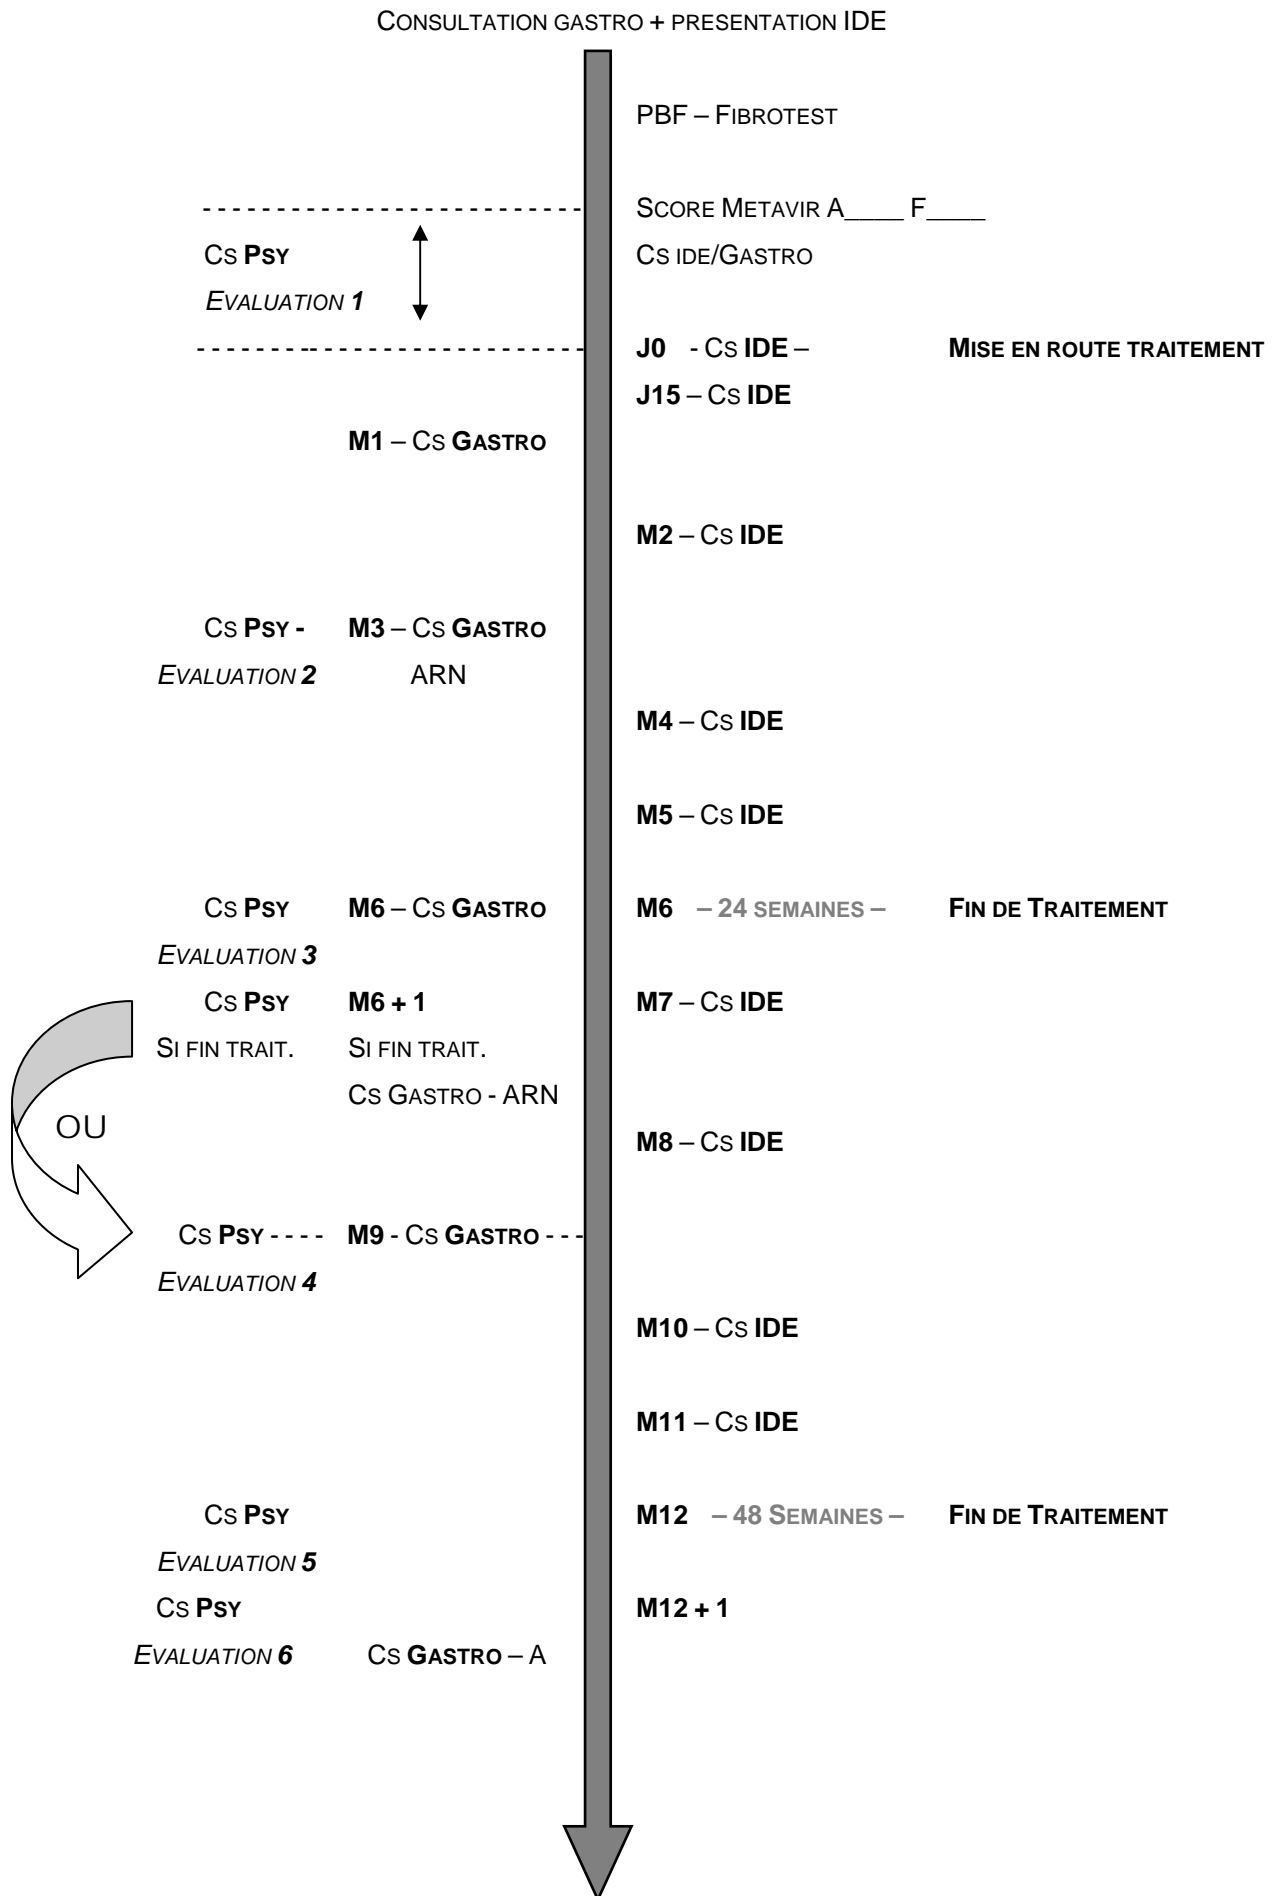 CONSULTATION GASTRO + PRESENTATION IDE
PBF – FIBROTEST
SCORE METAVIR A____ F____
CS PSY CS IDE/GASTRO
EVALUATION 1
J0 - CS IDE – MISE EN ROUTE TRAITEMENT
J15 – CS IDE
M1 – CS GASTRO
M2 – CS IDE
CS PSY - M3 – CS GASTRO
EVALUATION 2 ARN
M4 – CS IDE
M5 – CS IDE
CS PSY M6 – CS GASTRO M6 – 24 SEMAINES – FIN DE TRAITEMENT
EVALUATION 3
CS PSY M6 + 1 M7 – CS IDE
SI FIN TRAIT. SI FIN TRAIT.
CS GASTRO - ARN
OU
M8 – CS IDE
CS PSY - - - - M9 - CS GASTRO - - -
EVALUATION 4
M10 – CS IDE
M11 – CS IDE
CS PSY M12 – 48 SEMAINES – FIN DE TRAITEMENT
EVALUATION 5
CS PSY M12 + 1
EVALUATION 6 CS GASTRO – A